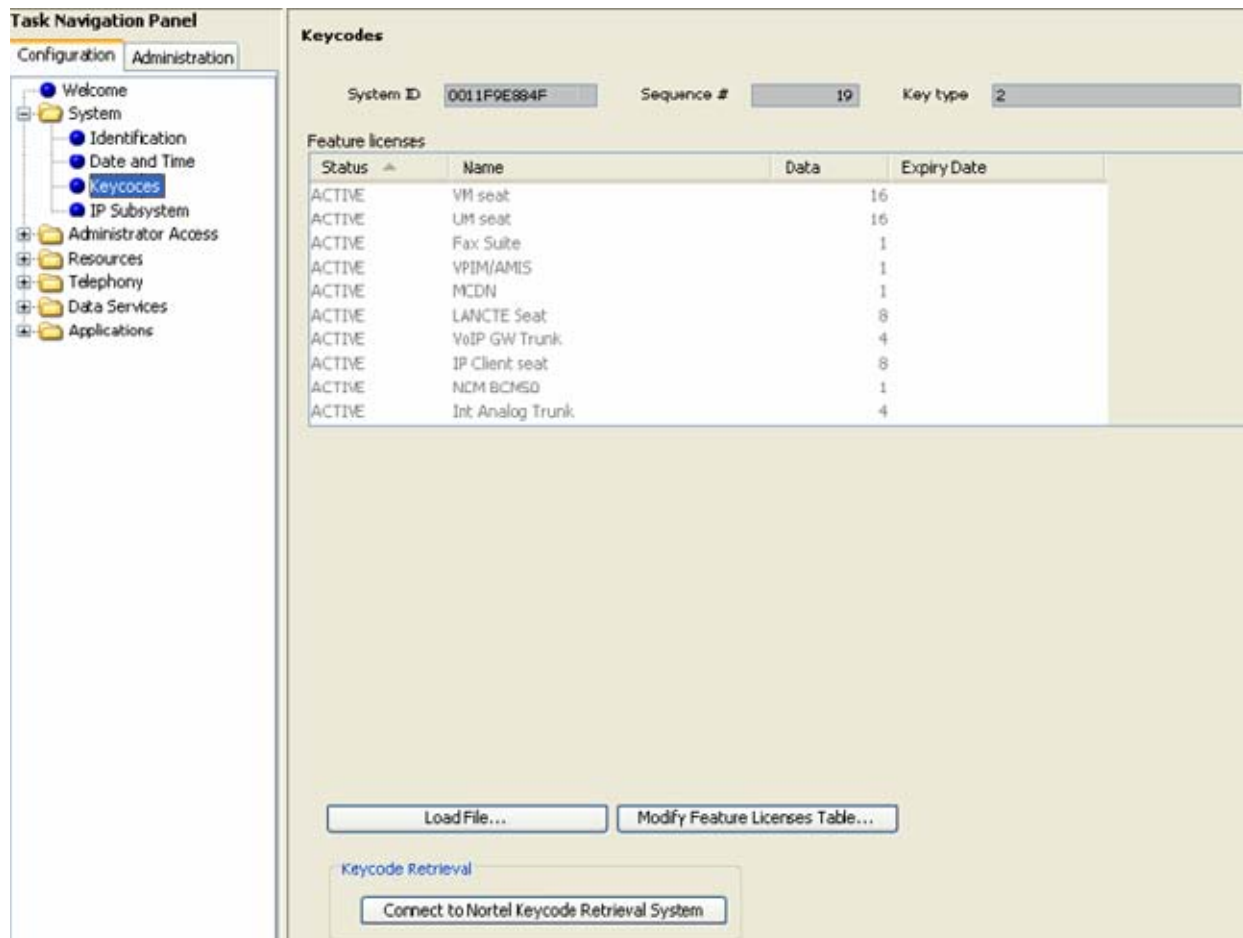 Task Navigation Panel
Configuration Administration
Welcome
System
Identification
Date and Time
Keycoces
IP Subsystem
Administrator Access
Resources
Telephony
Data Services
Applications
Keycodes
System ID 0011F9E884F Sequence # 19 Key type 2
Feature licenses
Status Name Data Expiry Date
ACTIVE VM seat 16
ACTIVE UM seat 16
ACTIVE Fax Suite 1
ACTIVE VPIM/AMIS 1
ACTIVE MCDN 1
ACTIVE LANCTE Seat 8
ACTIVE VoIP GW Trunk 4
ACTIVE IP Client seat 8
ACTIVE NCM BCM50 1
ACTIVE Int Analog Trunk 4
Load File... Modify Feature Licenses Table...
Keycode Retrieval
Connect to Nortel Keycode Retrieval System